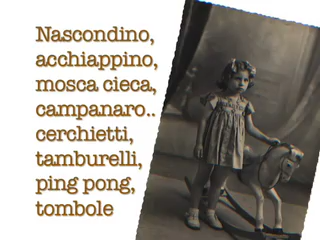 Nascondino,
acchiappino,
mosca cieca,
campanaro..
cerchietti,
tamburelli,
ping pong,
tombole